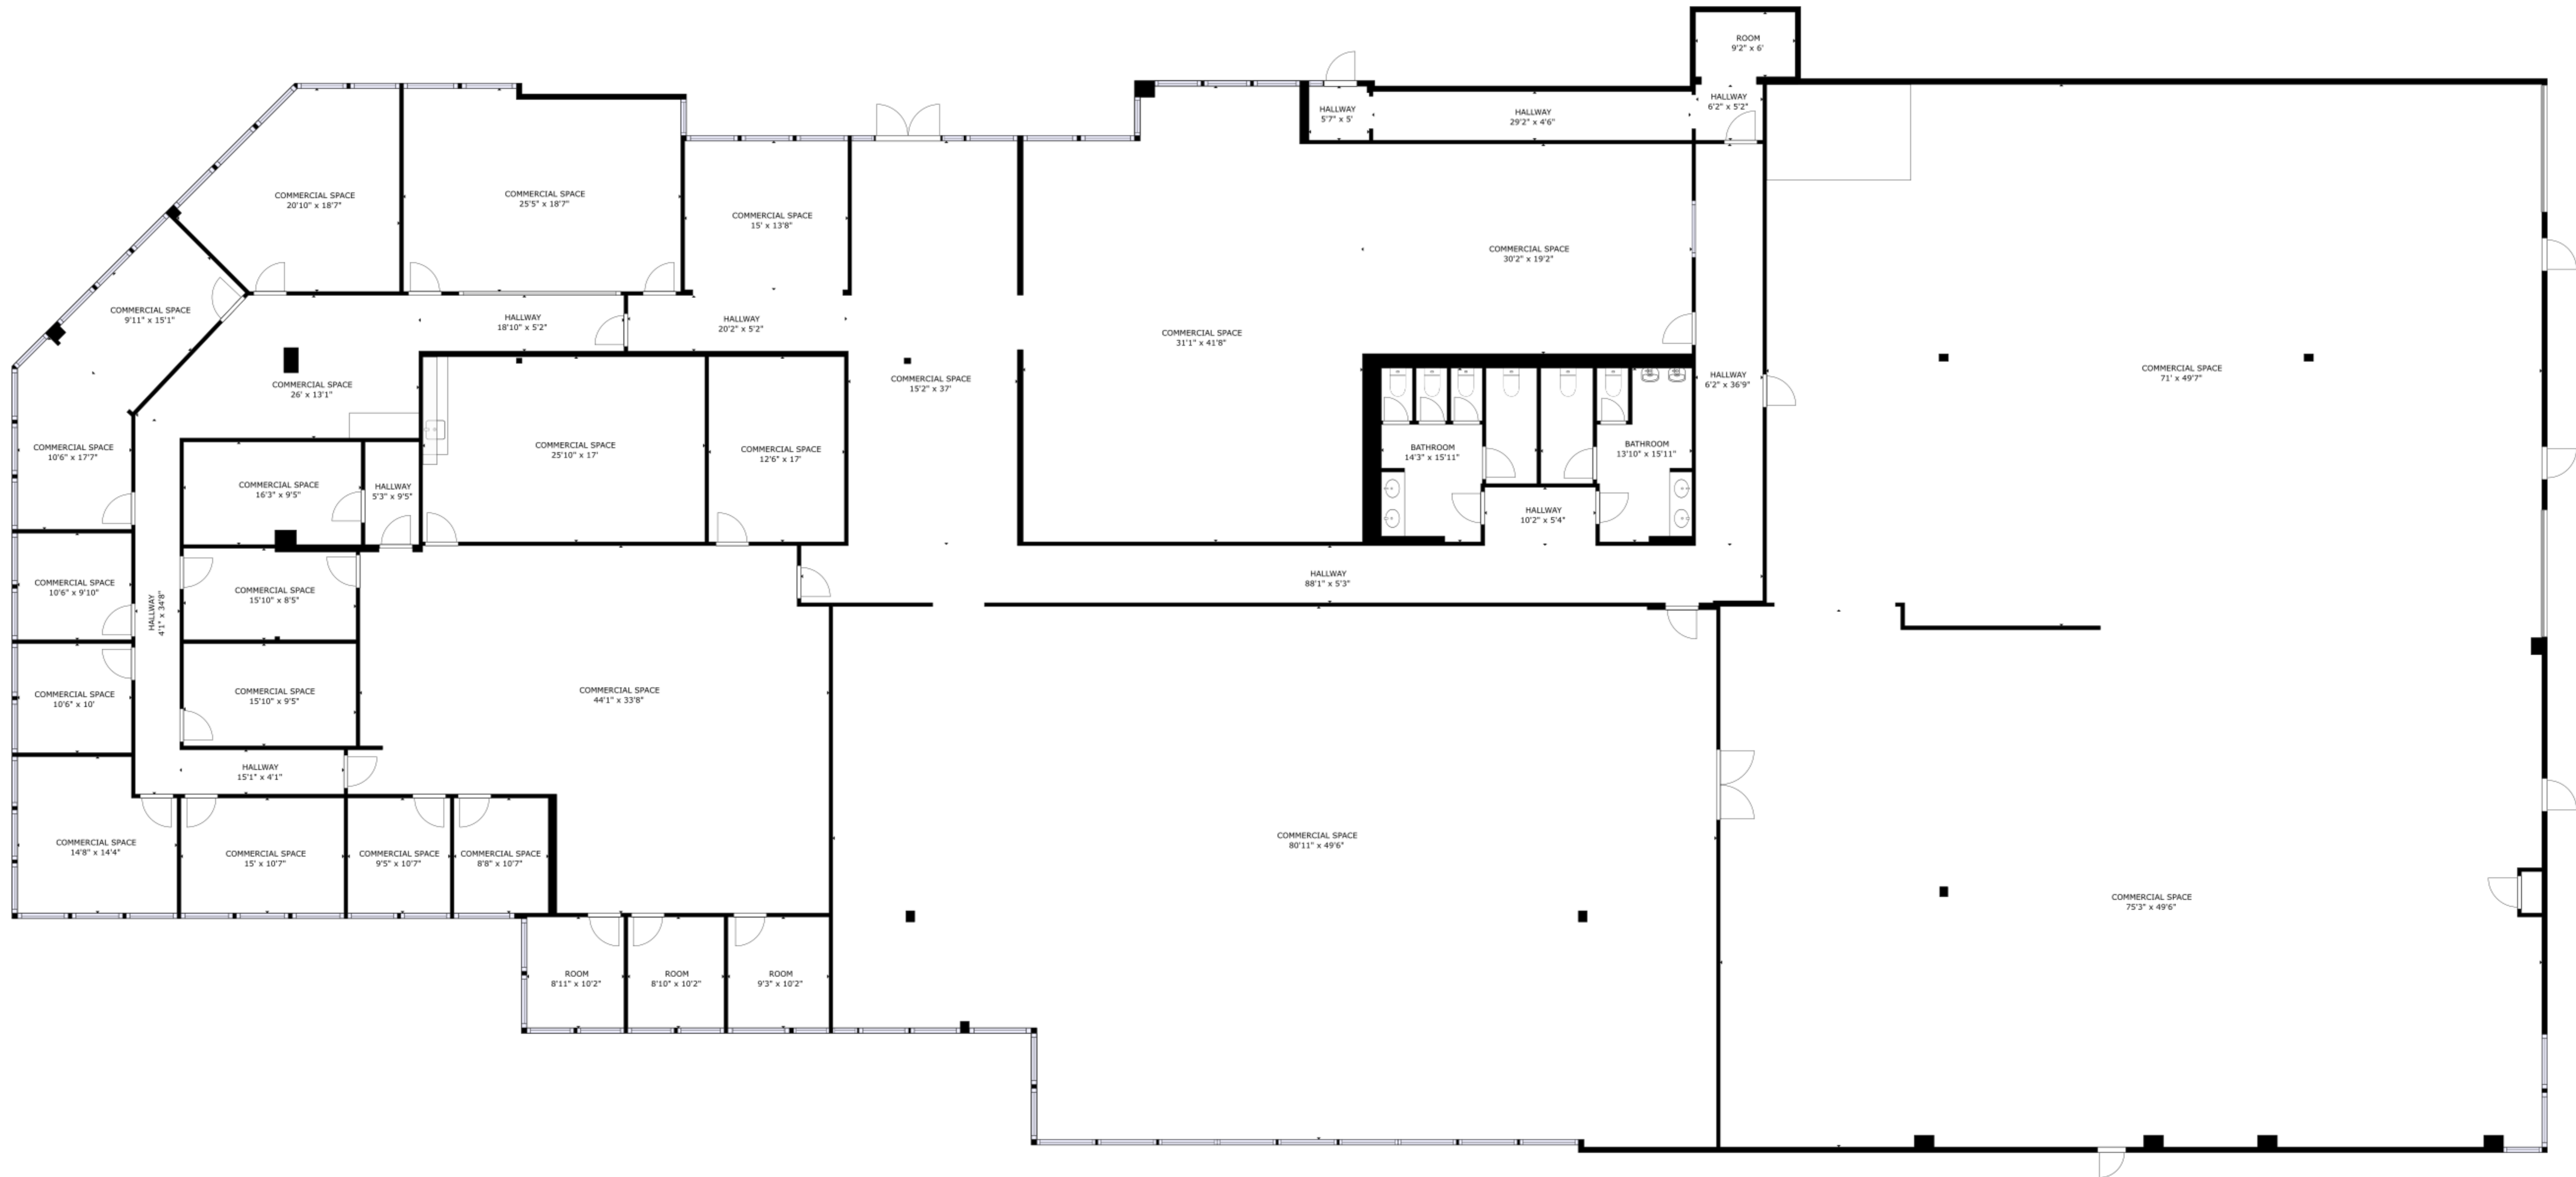 ROOM
9'2" x 6'
HALLWAY
5'7" x 5'
HALLWAY
29'2" x 4'6"
HALLWAY
6'2" x 5'2"
COMMERCIAL SPACE
20'10" x 18'7"
COMMERCIAL SPACE
25'5" x 18'7"
COMMERCIAL SPACE
15' x 13'8"
COMMERCIAL SPACE
30'2" x 19'2"
COMMERCIAL SPACE
9'11" x 15'1"
HALLWAY
18'10" x 5'2"
HALLWAY
20'2" x 5'2"
COMMERCIAL SPACE
31'1" x 41'8"
COMMERCIAL SPACE
26' x 13'1"
COMMERCIAL SPACE
15'2" x 37'
HALLWAY
6'2" x 36'9"
COMMERCIAL SPACE
71' x 49'7"
COMMERCIAL SPACE
10'6" x 17'7"
COMMERCIAL SPACE
25'10" x 17'
COMMERCIAL SPACE
12'6" x 17'
BATHROOM
14'3" x 15'11"
BATHROOM
13'10" x 15'11"
COMMERCIAL SPACE
16'3" x 9'5"
HALLWAY
5'3" x 9'5"
HALLWAY
10'2" x 5'4"
COMMERCIAL SPACE
10'6" x 9'10"
HALLWAY
4'1" x 34'8"
COMMERCIAL SPACE
15'10" x 8'5"
HALLWAY
88'1" x 5'3"
COMMERCIAL SPACE
10'6" x 10'
COMMERCIAL SPACE
15'10" x 9'5"
COMMERCIAL SPACE
44'1" x 33'8"
HALLWAY
15'1" x 4'1"
COMMERCIAL SPACE
14'8" x 14'4"
COMMERCIAL SPACE
15' x 10'7"
COMMERCIAL SPACE
9'5" x 10'7"
COMMERCIAL SPACE
8'8" x 10'7"
COMMERCIAL SPACE
80'11" x 49'6"
COMMERCIAL SPACE
75'3" x 49'6"
ROOM
8'11" x 10'2"
ROOM
8'10" x 10'2"
ROOM
9'3" x 10'2"